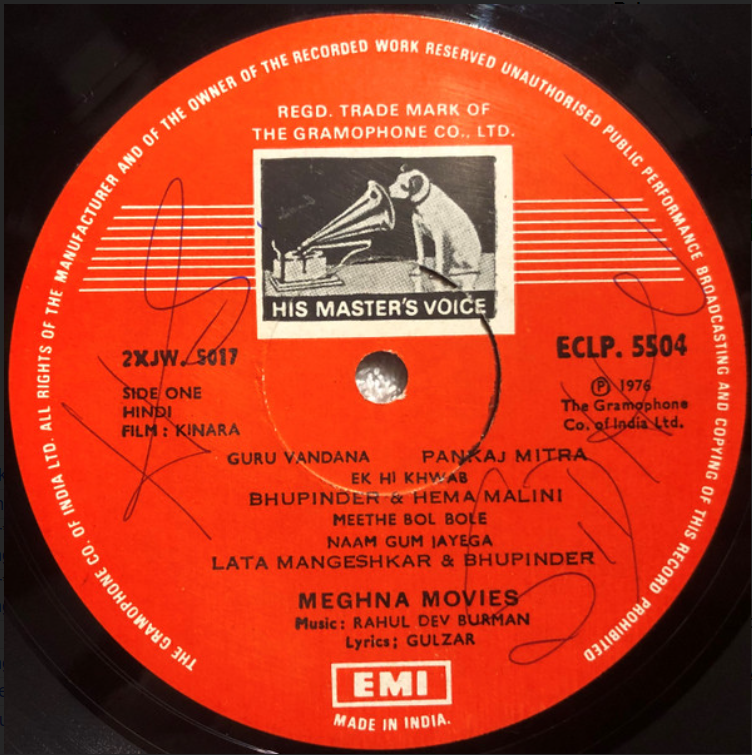 ALL RIGHTS OF THE MANUFACTURER AND OF THE OWNER OF THE RECORDED WORK RESERVED UNAUTHORISED PUBLIC PERFORMANCE BROADCASTING AND COPYING OF THIS RECORD PROHIBITED
THE GRAMOPHONE CO. OF INDIA LTD.
REGD. TRADE MARK OF
THE GRAMOPHONE CO., LTD.
HIS MASTER'S VOICE
2XJW. 5017
ECLP. 5504
SIDE ONE
HINDI
FILM : KINARA
℗ 1976
The Gramophone
Co. of India Ltd.
GURU VANDANA PANKAJ MITRA
EK HI KHWAB
BHUPINDER & HEMA MALINI
MEETHE BOL BOLE
NAAM GUM JAYEGA
LATA MANGESHKAR & BHUPINDER
MEGHNA MOVIES
Music : RAHUL DEV BURMAN
Lyrics ; GULZAR
EMI
MADE IN INDIA.